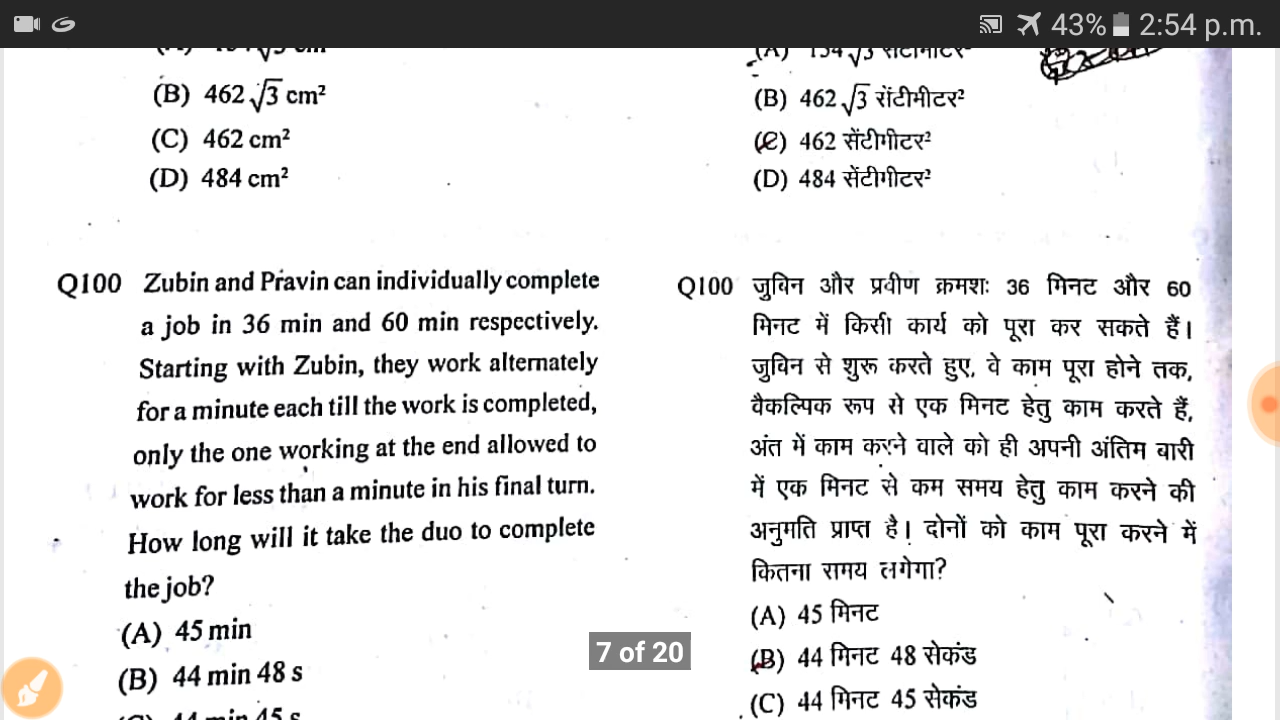 43% 2:54 p.m.
(B) 462 √3 cm²
(C) 462 cm²
(D) 484 cm²
Q100 Zubin and Pravin can individually complete
a job in 36 min and 60 min respectively.
Starting with Zubin, they work alternately
for a minute each till the work is completed,
only the one working at the end allowed to
work for less than a minute in his final turn.
How long will it take the duo to complete
the job?
(A) 45 min
(B) 44 min 48 s
(C) 44 min 45 s
(A) 154 √3 सेंटीमीटर²
(B) 462 √3 सेंटीमीटर²
(C) 462 सेंटीमीटर²
(D) 484 सेंटीमीटर²
Q100 जुबिन और प्रवीण क्रमशः 36 मिनट और 60
मिनट में किसी कार्य को पूरा कर सकते हैं।
जुबिन से शुरू करते हुए, वे काम पूरा होने तक,
वैकल्पिक रूप से एक मिनट हेतु काम करते हैं,
अंत में काम करने वाले को ही अपनी अंतिम बारी
में एक मिनट से कम समय हेतु काम करने की
अनुमति प्राप्त है। दोनों को काम पूरा करने में
कितना समय लगेगा?
(A) 45 मिनट
(B) 44 मिनट 48 सेकंड
(C) 44 मिनट 45 सेकंड
7 of 20